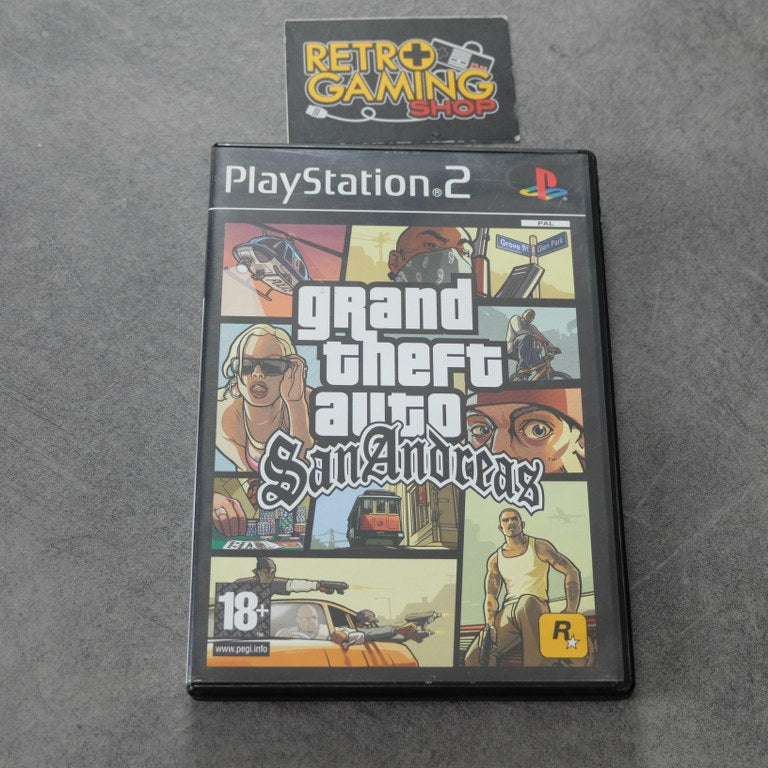 RETRO
GAMING
SHOP
PlayStation®2
PAL
Grove St
Glen Park
grand
theft
auto
San Andreas
TM
18+
www.pegi.info
R